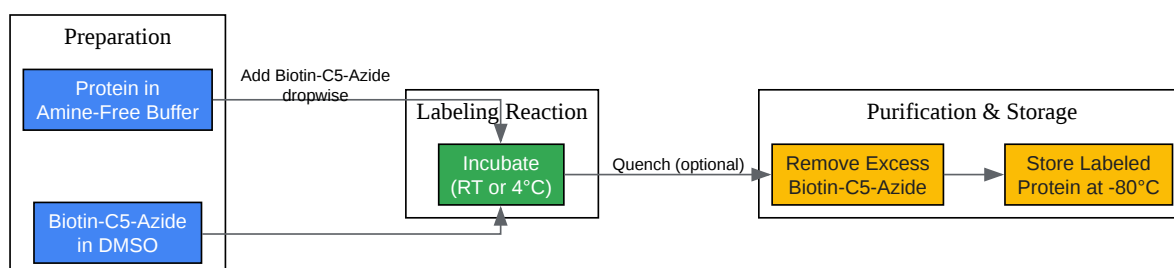 Preparation
Protein in
Amine-Free Buffer
Add Biotin-C5-Azide
dropwise
Biotin-C5-Azide
in DMSO
Labeling Reaction
Incubate
(RT or 4°C)
Quench (optional)
Purification & Storage
Remove Excess
Biotin-C5-Azide
Store Labeled
Protein at -80°C